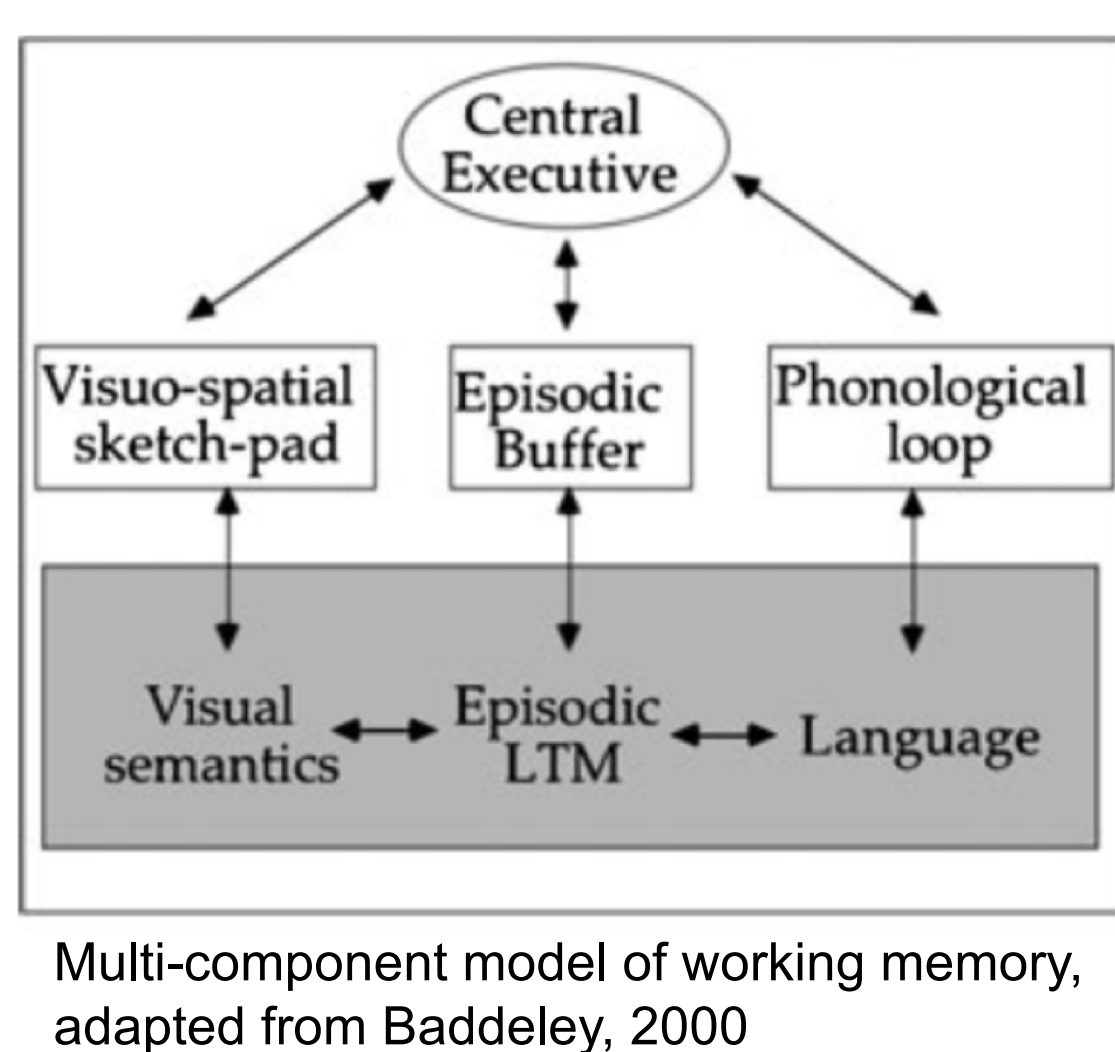 Central
Executive
Visuo-spatial
sketch-pad
Episodic
Buffer
Phonological
loop
Visual
semantics
Episodic
LTM
Language
Multi-component model of working memory,
adapted from Baddeley, 2000